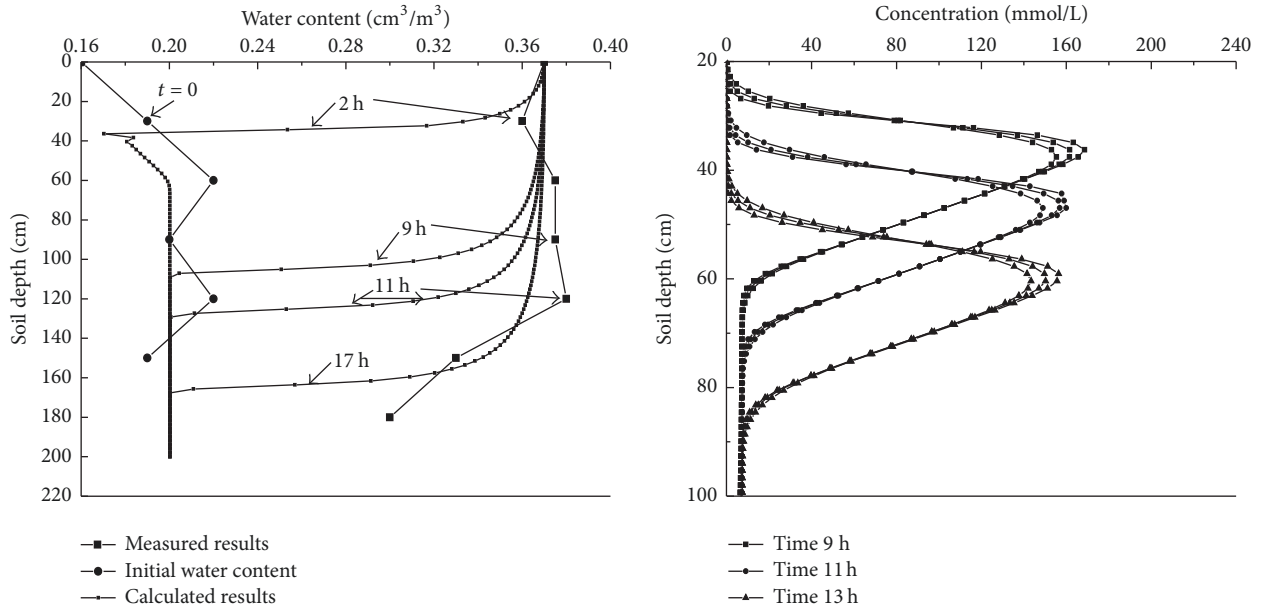 Water content (cm³/m³)
0.16 0.20 0.24 0.28 0.32 0.36 0.40
0
20
40
60
80
100
120
140
160
180
200
220
Soil depth (cm)
t = 0
2 h
9 h
11 h
17 h
Measured results
Initial water content
Calculated results
Concentration (mmol/L)
0 40 80 120 160 200 240
20
40
60
80
100
Soil depth (cm)
Time 9 h
Time 11 h
Time 13 h